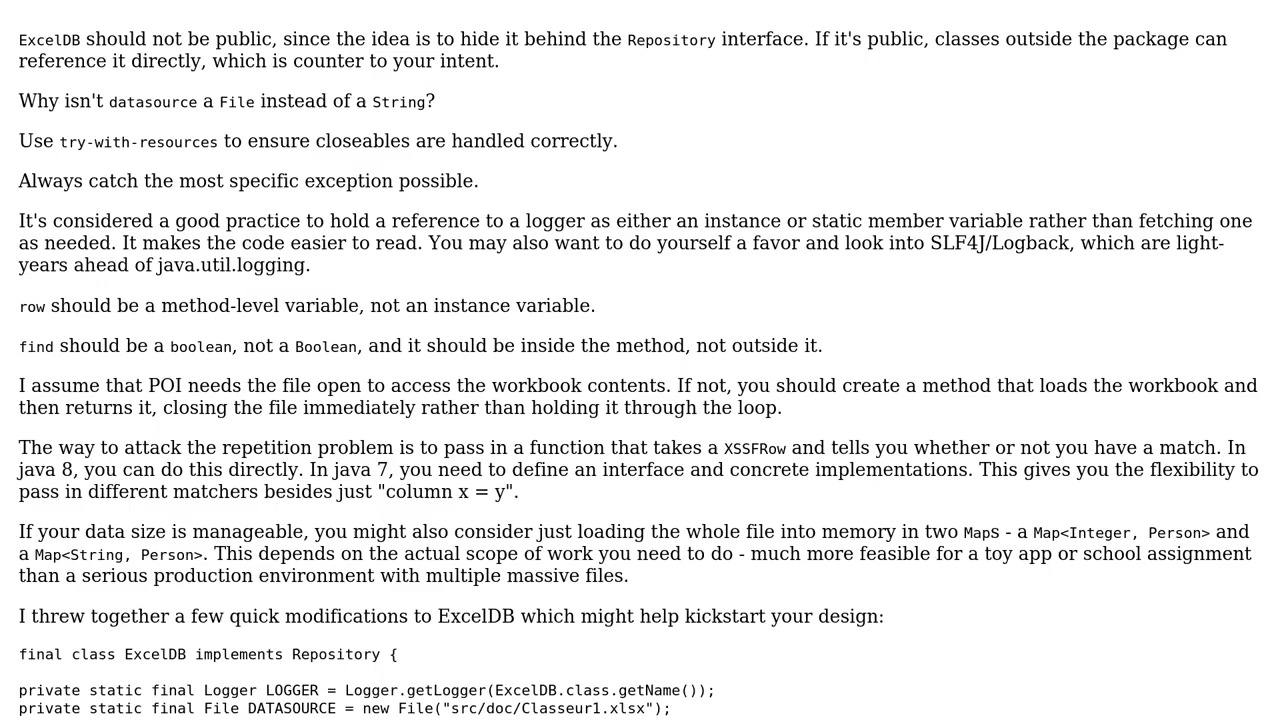 ExcelDB should not be public, since the idea is to hide it behind the Repository interface. If it's public, classes outside the package can
reference it directly, which is counter to your intent.
Why isn't datasource a File instead of a String?
Use try-with-resources to ensure closeables are handled correctly.
Always catch the most specific exception possible.
It's considered a good practice to hold a reference to a logger as either an instance or static member variable rather than fetching one
as needed. It makes the code easier to read. You may also want to do yourself a favor and look into SLF4J/Logback, which are light-
years ahead of java.util.logging.
row should be a method-level variable, not an instance variable.
find should be a boolean, not a Boolean, and it should be inside the method, not outside it.
I assume that POI needs the file open to access the workbook contents. If not, you should create a method that loads the workbook and
then returns it, closing the file immediately rather than holding it through the loop.
The way to attack the repetition problem is to pass in a function that takes a XSSFRow and tells you whether or not you have a match. In
java 8, you can do this directly. In java 7, you need to define an interface and concrete implementations. This gives you the flexibility to
pass in different matchers besides just "column x = y".
If your data size is manageable, you might also consider just loading the whole file into memory in two Maps - a Map<Integer, Person> and
a Map<String, Person>. This depends on the actual scope of work you need to do - much more feasible for a toy app or school assignment
than a serious production environment with multiple massive files.
I threw together a few quick modifications to ExcelDB which might help kickstart your design:
final class ExcelDB implements Repository {
private static final Logger LOGGER = Logger.getLogger(ExcelDB.class.getName());
private static final File DATASOURCE = new File("src/doc/Classeur1.xlsx");